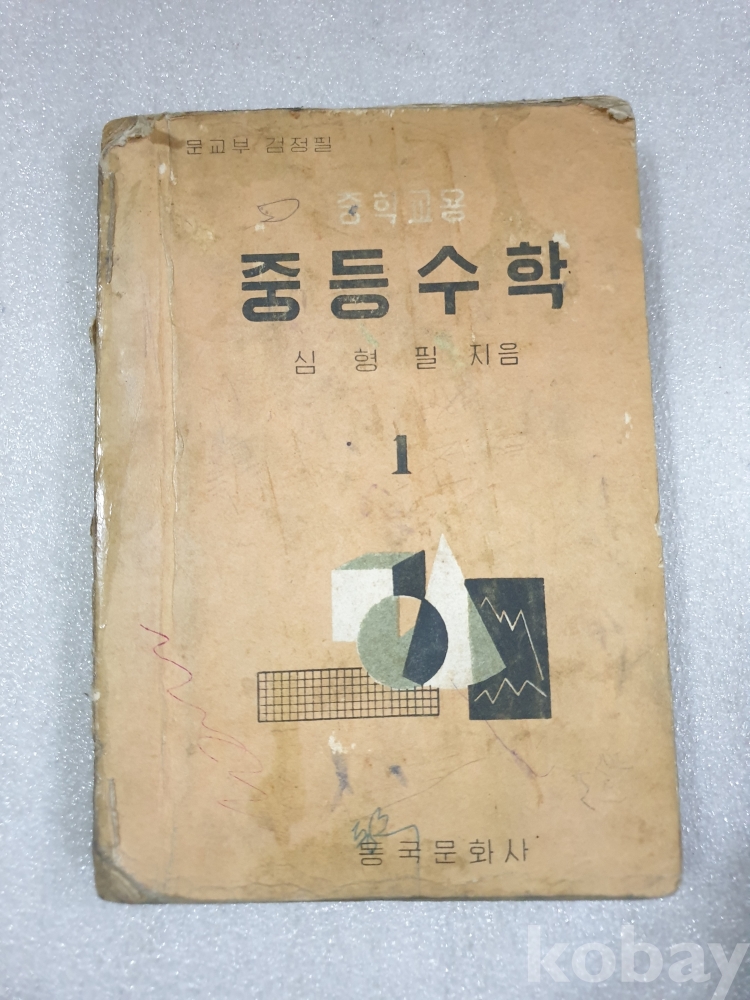 문교부 검정필
중학교용
중등수학
심형필 지음
1
동국문화사
kobay